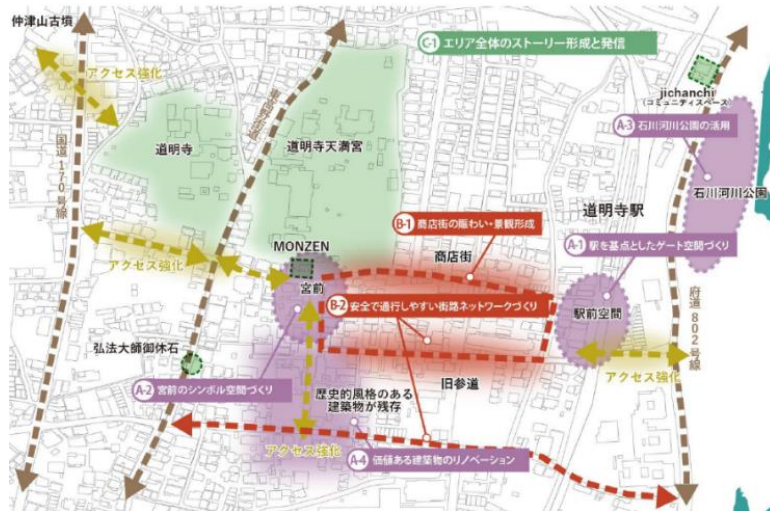 仲津山古墳
アクセス強化
国道170号線
東高野街道
道明寺
道明寺天満宮
C-1 エリア全体のストーリー形成と発信
jichanchi
(コミュニティスペース)
A-3 石川河川公園の活用
石川河川公園
道明寺駅
B-1 商店街の賑わい・景観形成
A-1 駅を基点としたゲート空間づくり
MONZEN
商店街
アクセス強化
宮前
B-2 安全で通行しやすい街路ネットワークづくり
駅前空間
府道802号線
弘法大師御休石
アクセス強化
A-2 宮前のシンボル空間づくり
歴史的風格のある
建築物が残存
旧参道
アクセス強化
A-4 価値ある建築物のリノベーション